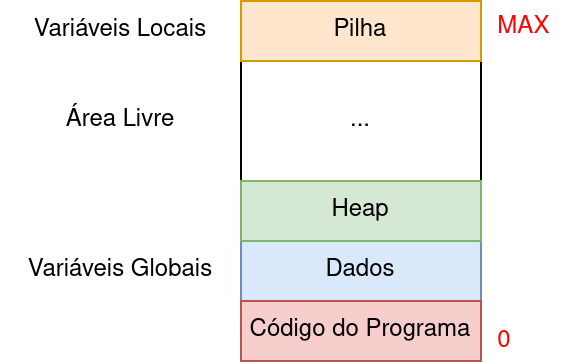 Variáveis Locais
Pilha
MAX
Área Livre
...
Heap
Variáveis Globais
Dados
Código do Programa
0